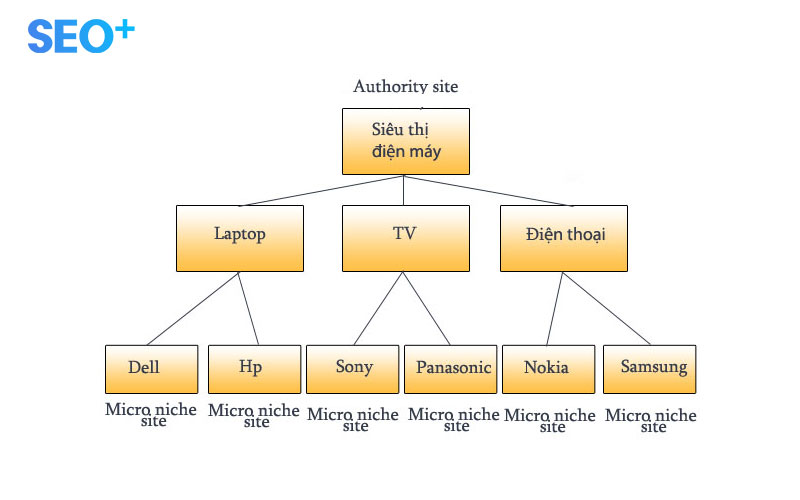 SEO+
Authority site
Siêu thị
điện máy
Laptop
TV
Điện thoại
Dell
Hp
Sony
Panasonic
Nokia
Samsung
Micro niche
site
Micro niche
site
Micro niche
site
Micro niche
site
Micro niche
site
Micro niche
site